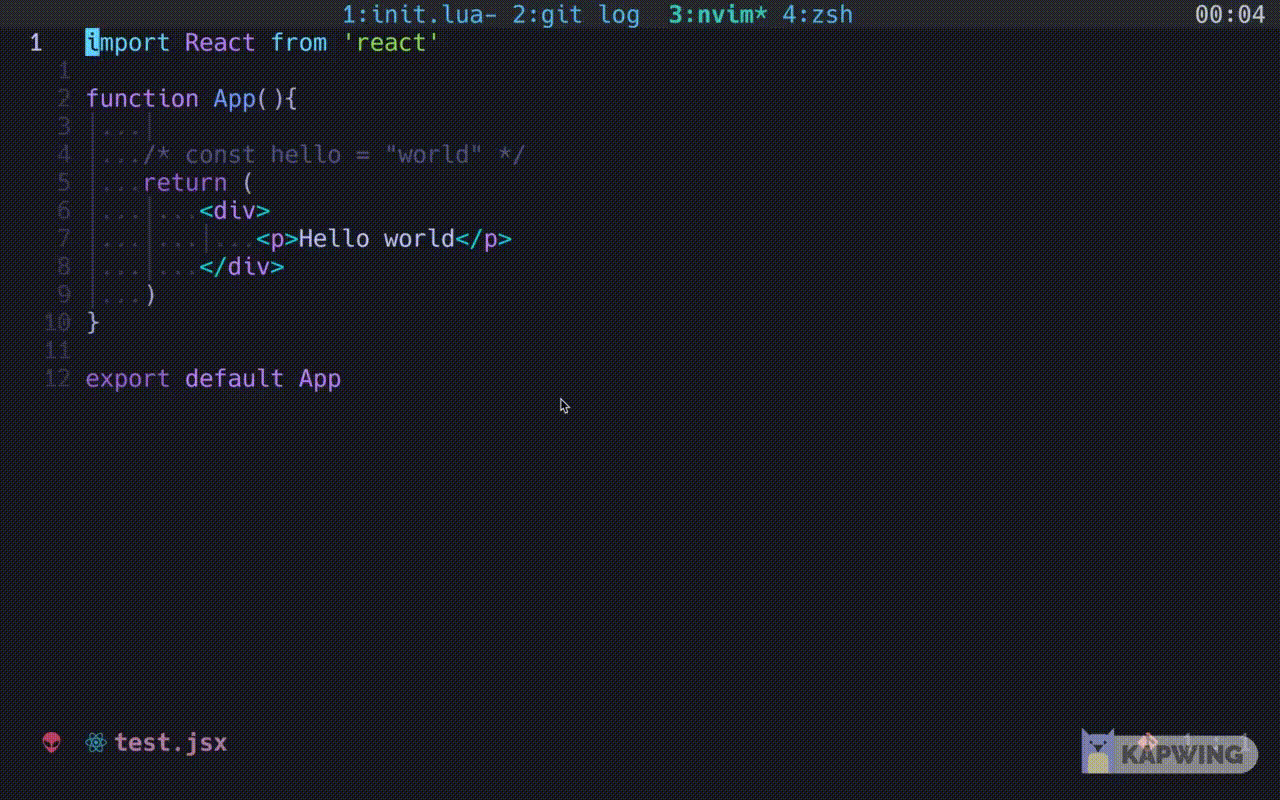 1:init.lua- 2:git log 3:nvim* 4:zsh 00:04
1 import React from 'react'
1
2 function App(){
3 |...|
4 |.../* const hello = "world" */
5 |...return (
6 |...|...<div>
7 |...|...|...<p>Hello world</p>
8 |...|...</div>
9 |...)
10 }
11
12 export default App
test.jsx 1 : 1
KAPWING